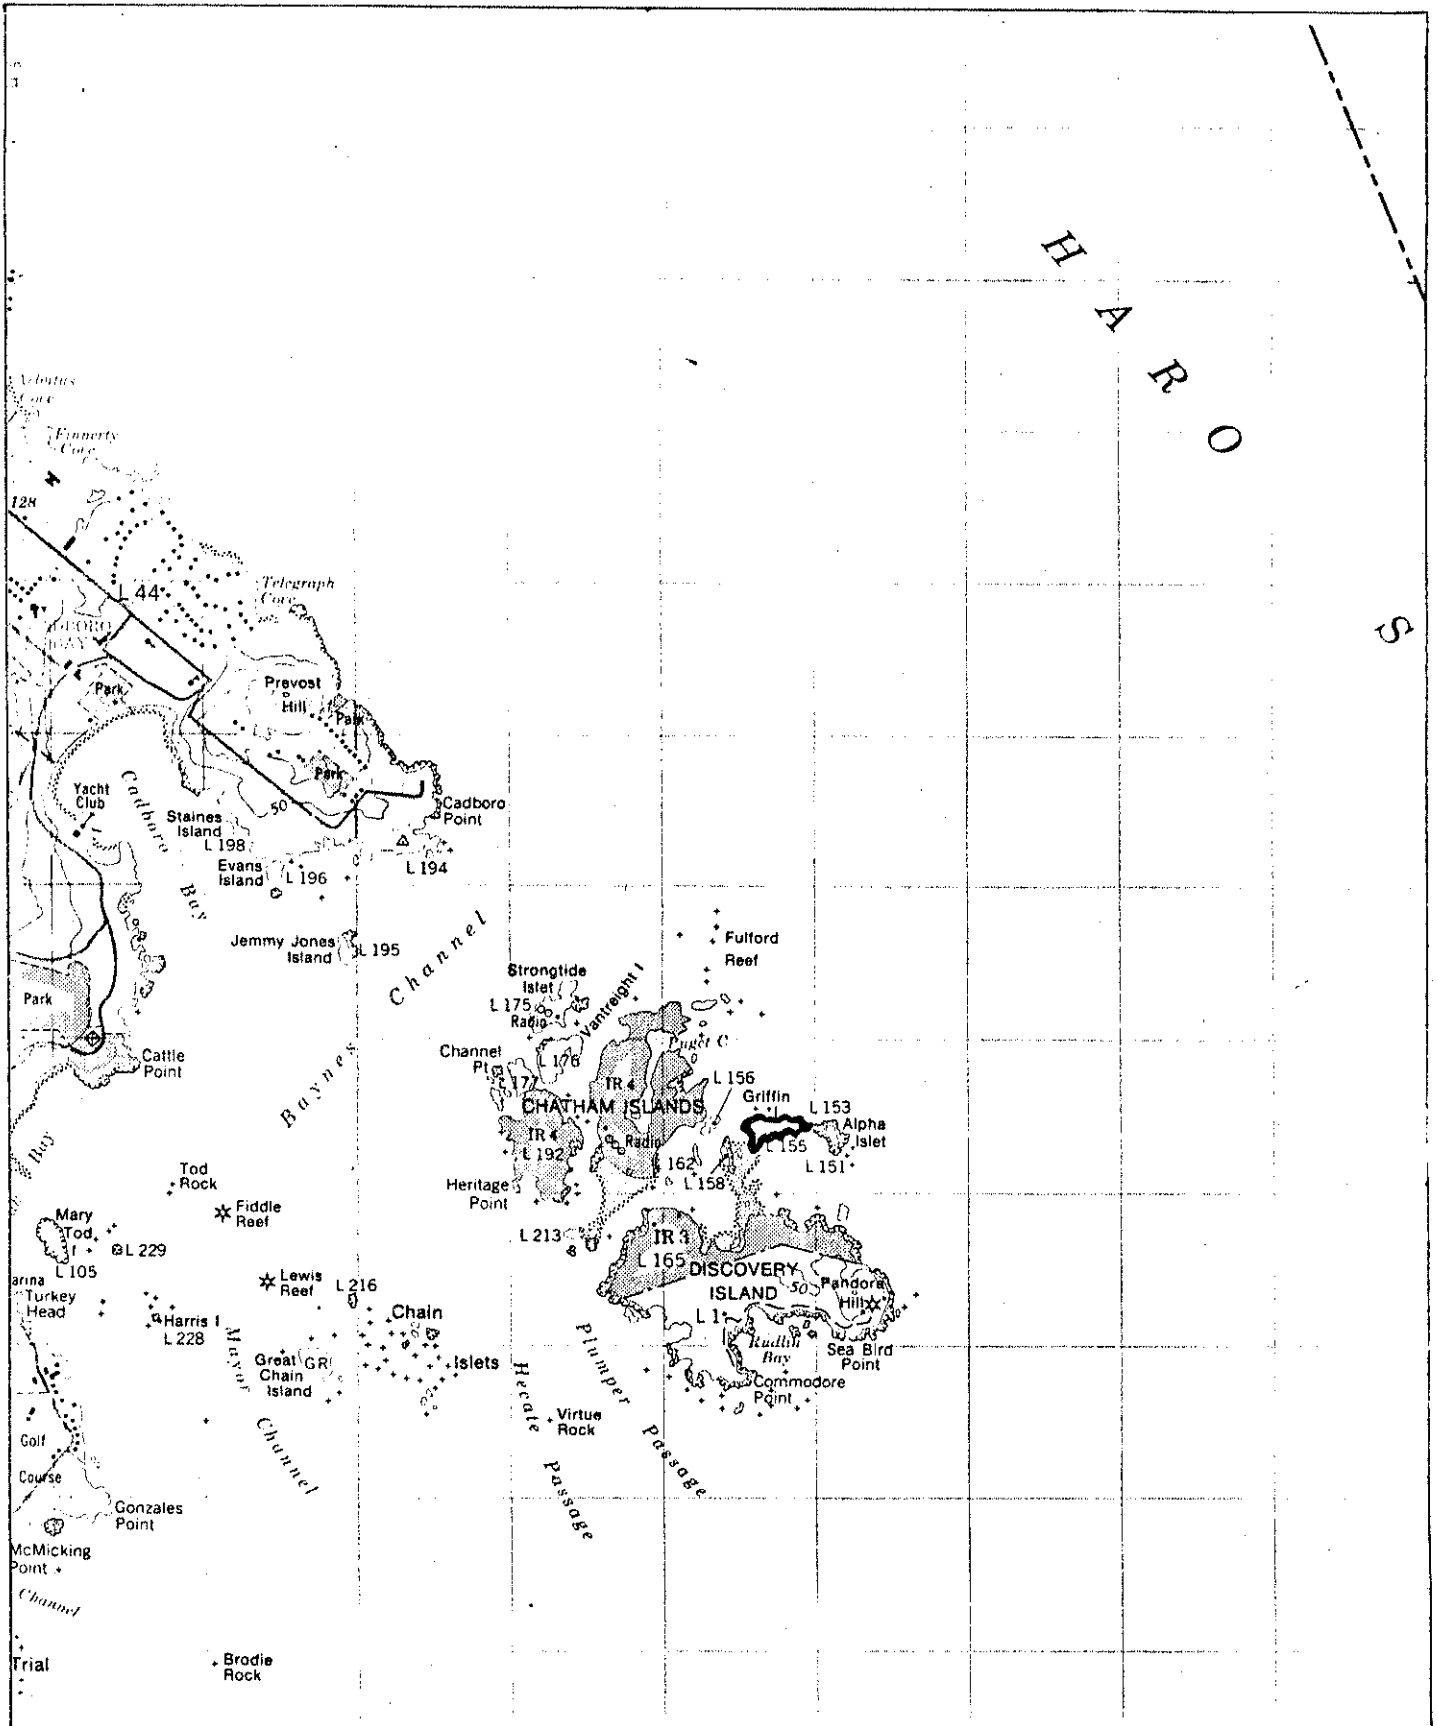 H A R O
S
Finnerty
Cove
128
L 44
Telegraph
Cove
Park
Prevost
Hill
Park
Park
50
Cadboro
Point
Yacht
Club
Cadboro Bay
Staines
Island
L 198
Evans
Island
L 196
L 194
Jemmy Jones
Island
L 195
Baynes Channel
Fulford
Reef
Strongtide
Islet
L 175
Radio
Vantreight I
Park
Cattle
Point
Channel
Pt
177
L 176
Puget C
IR 4
L 156
CHATHAM ISLANDS
Griffin
L 153
Alpha
Islet
L 155
L 151
IR 4
L 192
Radio
162
L 158
Heritage
Point
Bay
Tod
Rock
Fiddle
Reef
Mary
Tod
I
L 229
L 105
L 213
IR 3
L 165
DISCOVERY
ISLAND
50
Pandora
Hill
L 1
Rudlin
Bay
Sea Bird
Point
Commodore
Point
Turkey
Head
Lewis
Reef
L 216
Harris I
L 228
Chain
Islets
Great
Chain
Island
GR
Mayor Channel
Hecate Passage
Plumper Passage
Virtue
Rock
Golf
Course
Gonzales
Point
McMicking
Point
Channel
Trial
Brodie
Rock